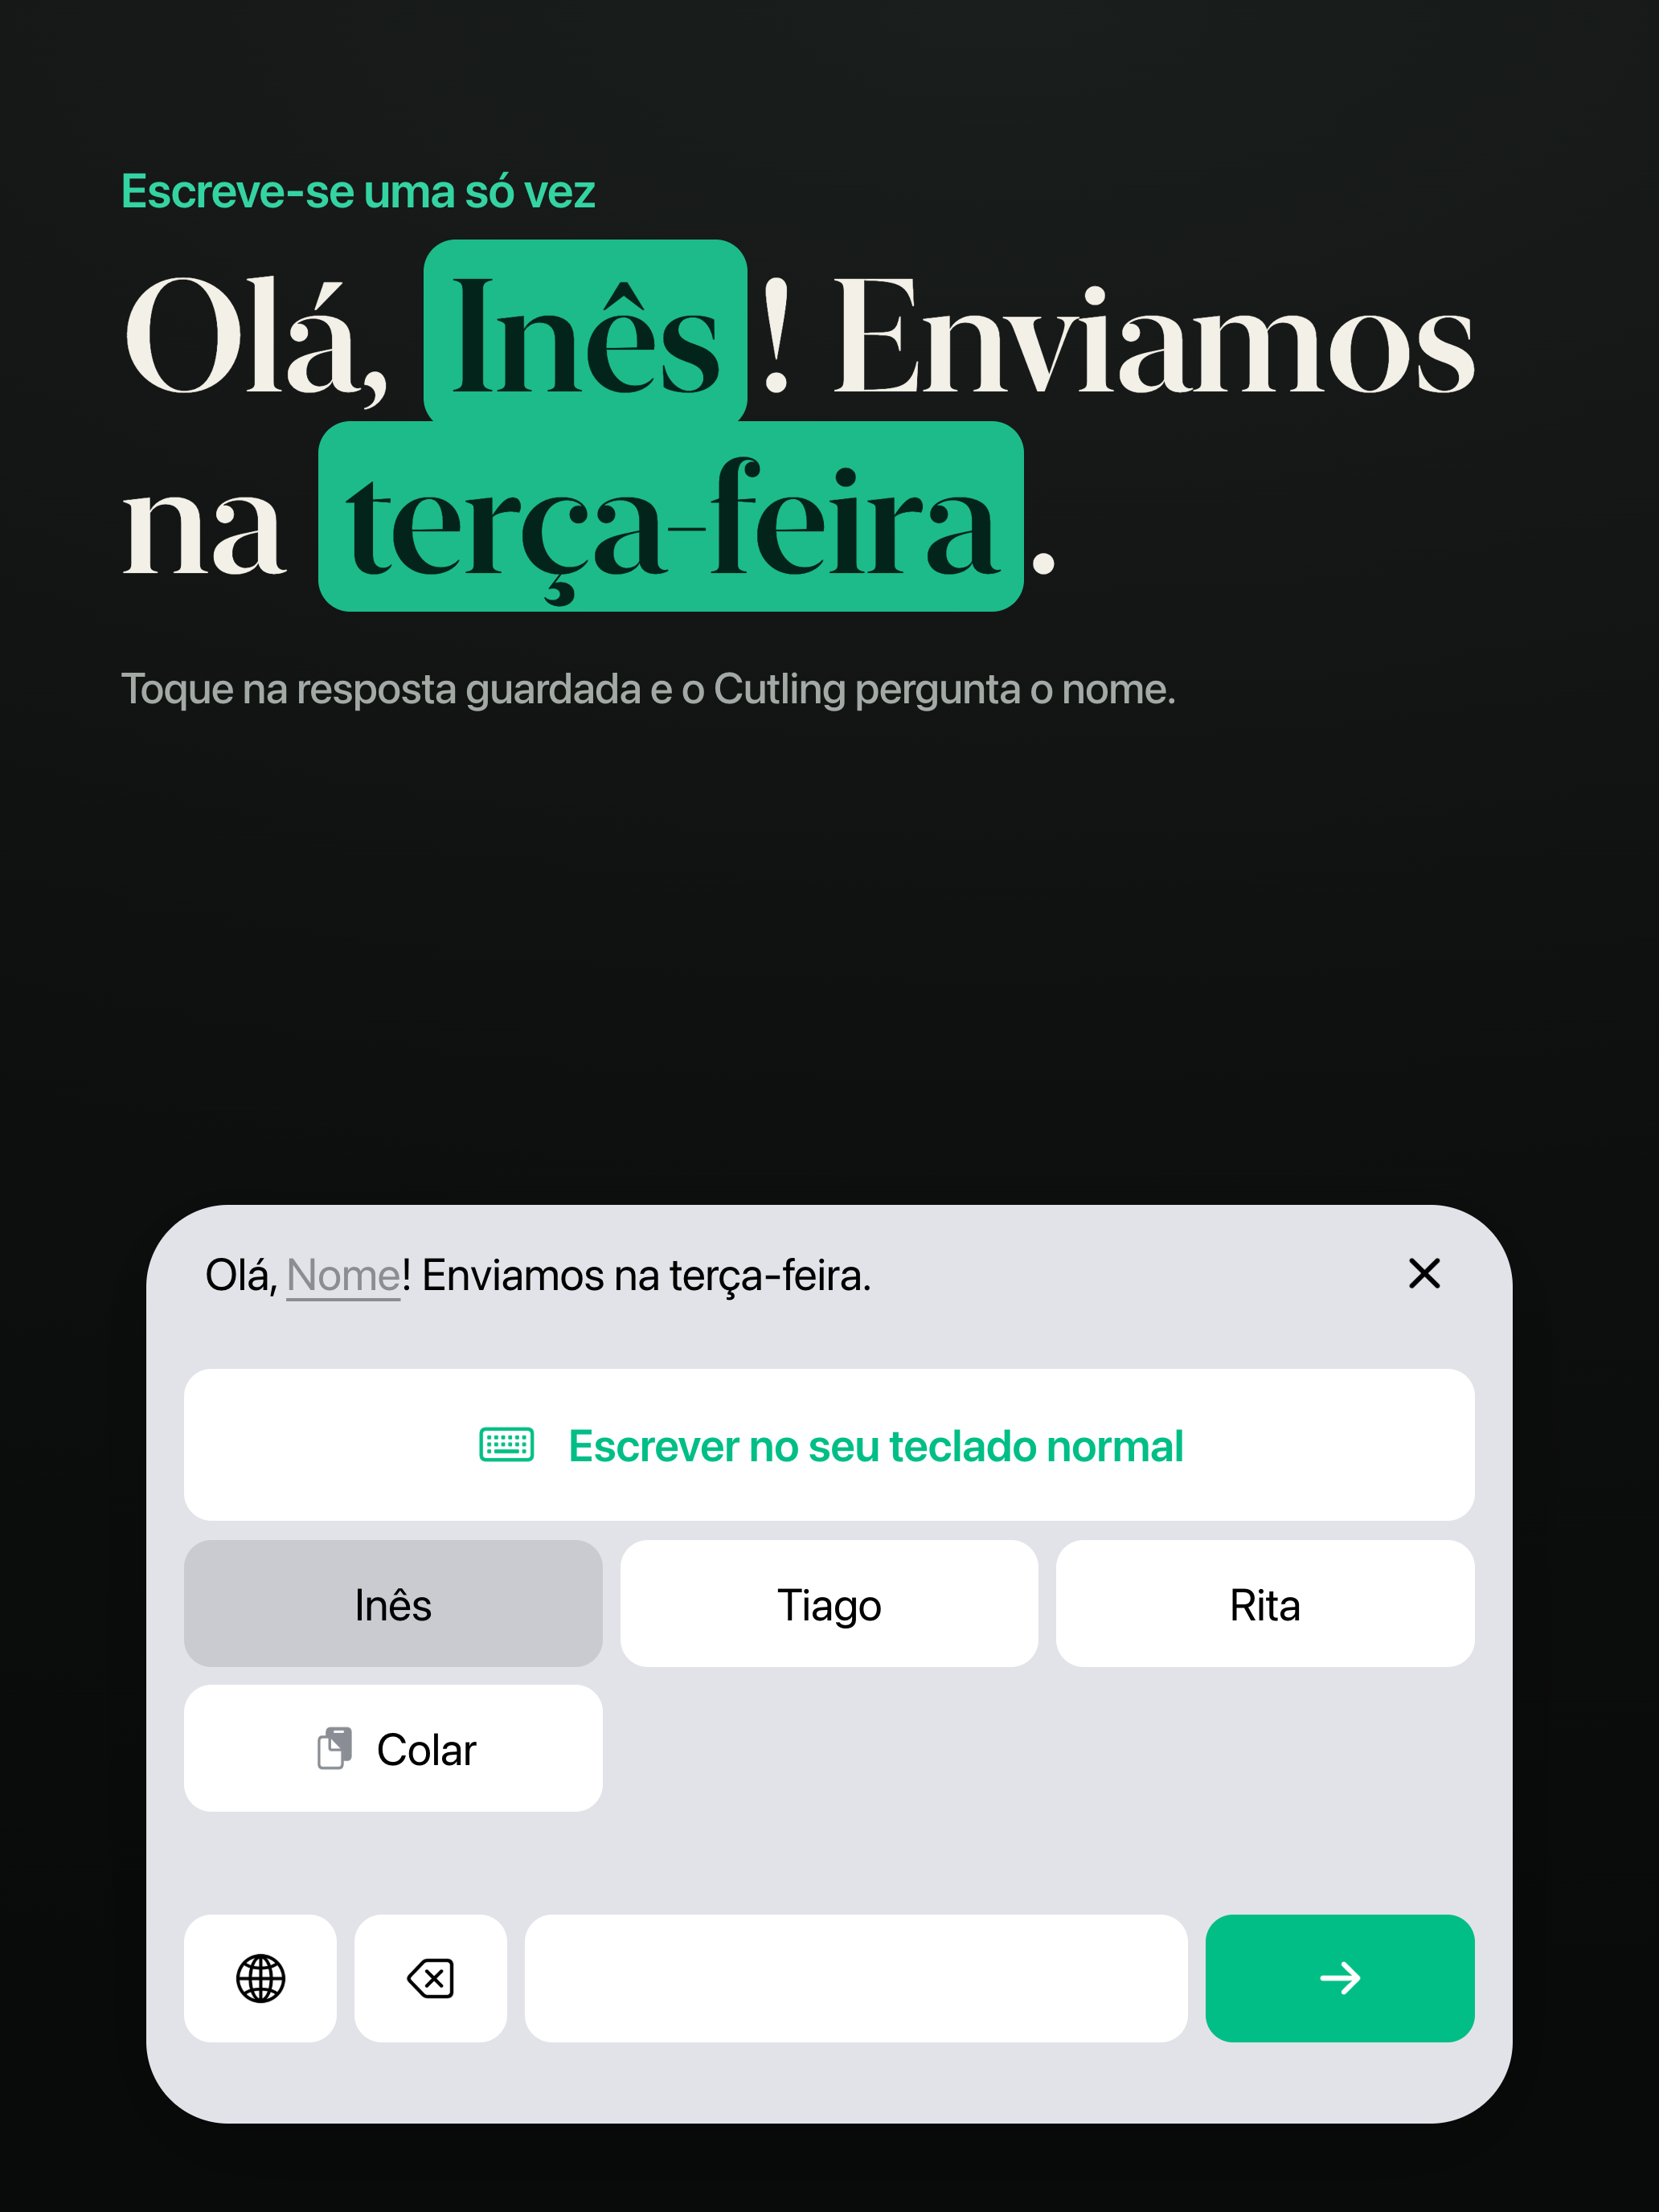 Escreve-se uma só vez
Olá, Inês! Enviamos
na terça-feira.
Toque na resposta guardada e o Cutling pergunta o nome.
Olá, Nome! Enviamos na terça-feira.
Escrever no seu teclado normal
Inês
Tiago
Rita
Colar